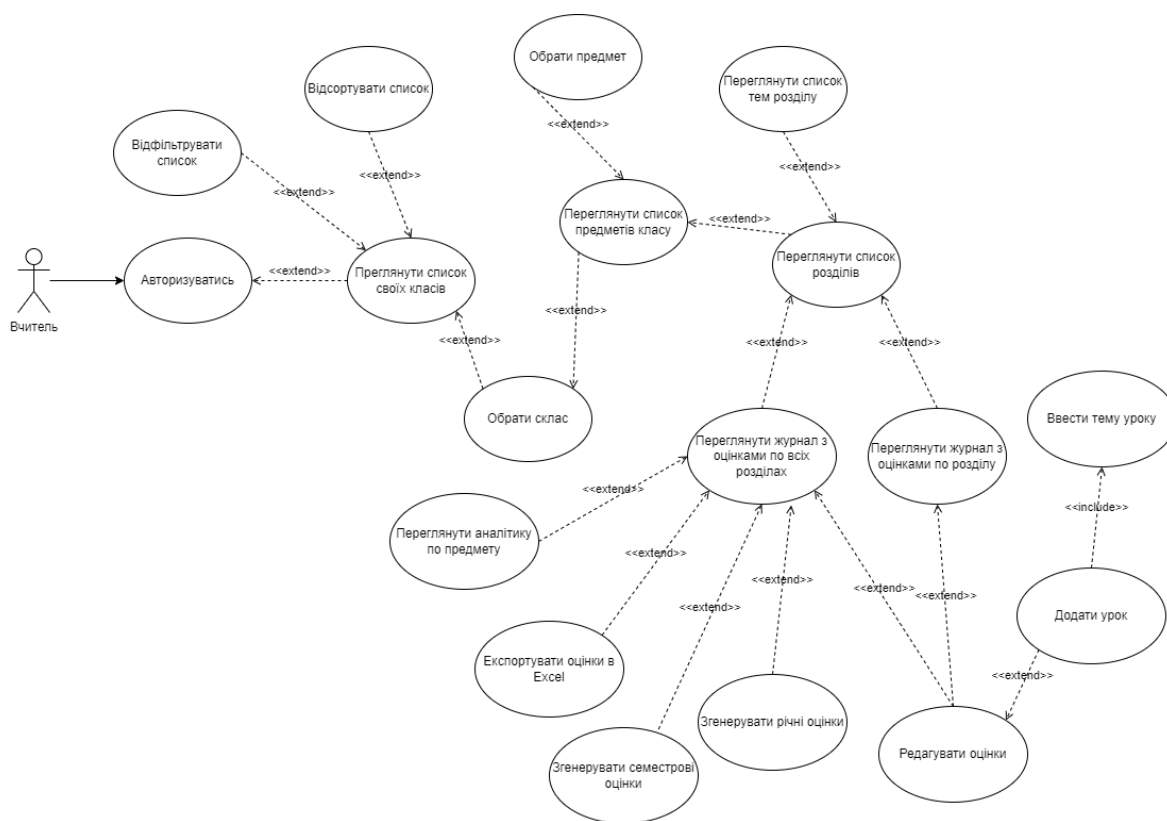 Обрати предмет
Переглянути список
тем розділу
Відсортувати список
<<extend>>
Відфільтрувати
список
<<extend>>
<<extend>>
<<extend>>
Переглянути список
предметів класу
<<extend>>
Переглянути список
розділів
Вчитель
Авторизуватись
<<extend>>
Преглянути список
своїх класів
<<extend>>
<<extend>>
<<extend>>
<<extend>>
Обрати склас
Переглянути журнал з
оцінками по всіх
розділах
Переглянути журнал з
оцінками по розділу
Ввести тему уроку
<<extend>>
<<include>>
Переглянути аналітику
по предмету
<<extend>>
<<extend>>
<<extend>>
<<extend>>
<<extend>>
Додати урок
Експортувати оцінки в
Excel
<<extend>>
Згенерувати річні оцінки
Згенерувати семестрові
оцінки
Редагувати оцінки